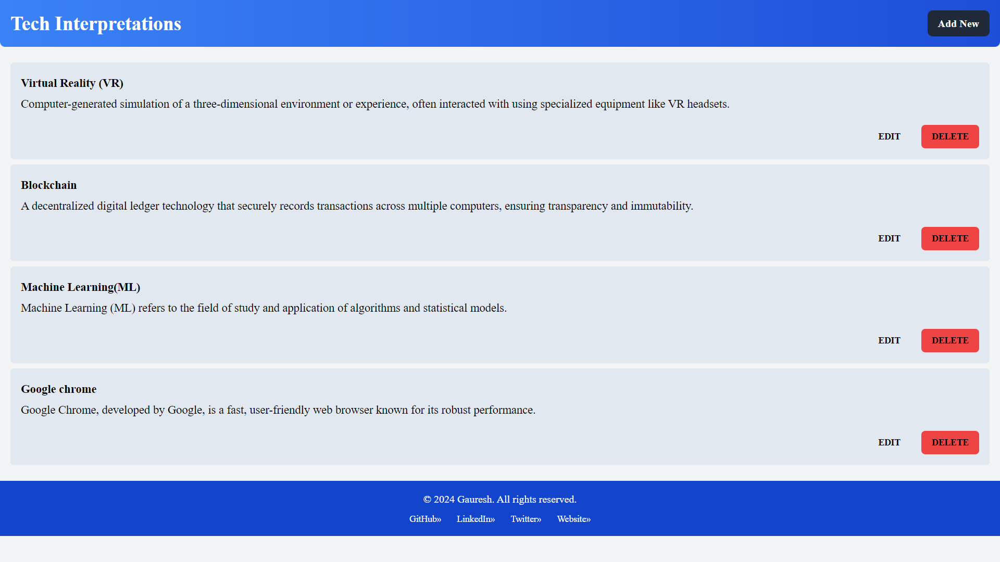 Tech Interpretations
Add New
Virtual Reality (VR)
Computer-generated simulation of a three-dimensional environment or experience, often interacted with using specialized equipment like VR headsets.
EDIT DELETE
Blockchain
A decentralized digital ledger technology that securely records transactions across multiple computers, ensuring transparency and immutability.
EDIT DELETE
Machine Learning(ML)
Machine Learning (ML) refers to the field of study and application of algorithms and statistical models.
EDIT DELETE
Google chrome
Google Chrome, developed by Google, is a fast, user-friendly web browser known for its robust performance.
EDIT DELETE
© 2024 Gauresh. All rights reserved.
GitHub» LinkedIn» Twitter» Website»